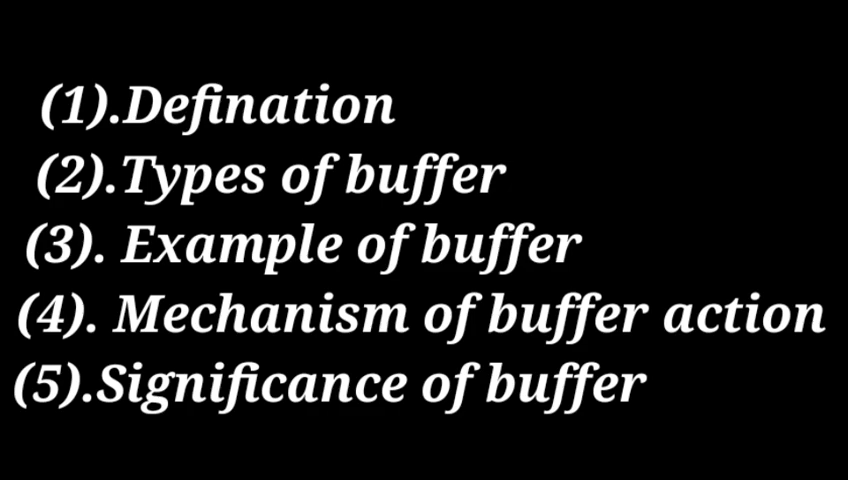 (1).Defination
(2).Types of buffer
(3). Example of buffer
(4). Mechanism of buffer action
(5).Significance of buffer